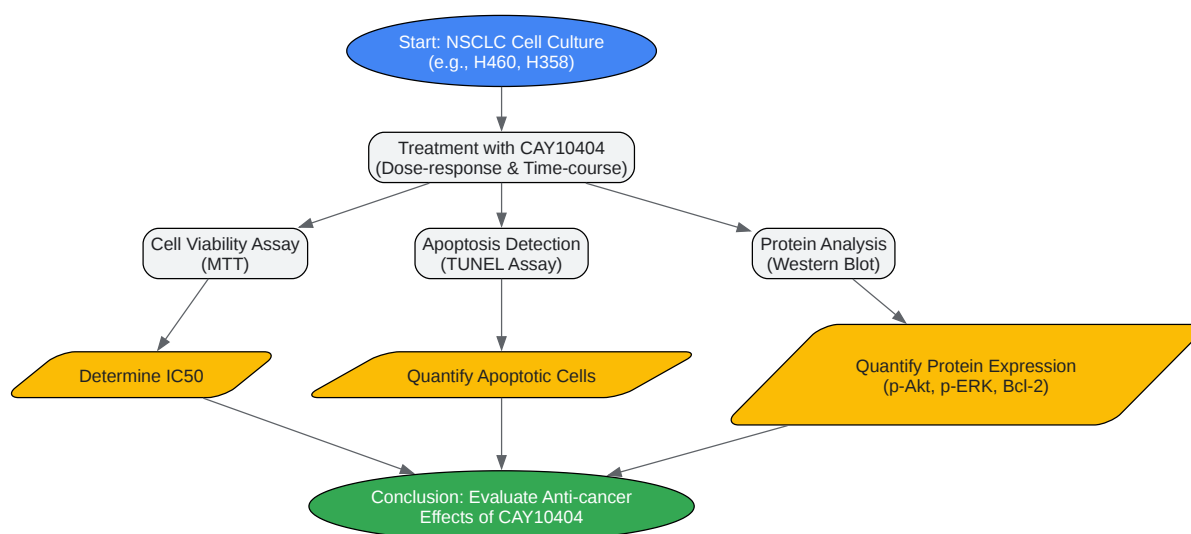 Start: NSCLC Cell Culture
(e.g., H460, H358)
Treatment with CAY10404
(Dose-response & Time-course)
Cell Viability Assay
(MTT)
Apoptosis Detection
(TUNEL Assay)
Protein Analysis
(Western Blot)
Determine IC50
Quantify Apoptotic Cells
Quantify Protein Expression
(p-Akt, p-ERK, Bcl-2)
Conclusion: Evaluate Anti-cancer
Effects of CAY10404